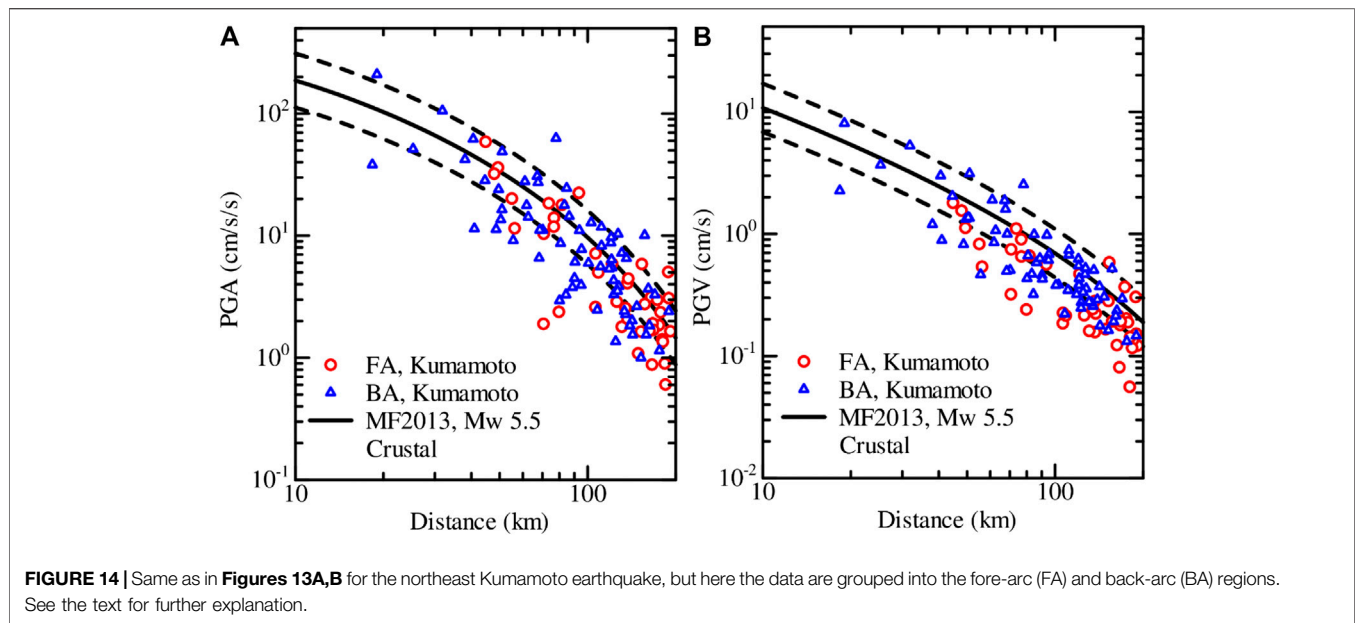 A
B
10^2
10^1
10^0
10^-1
PGA (cm/s/s)
FA, Kumamoto
BA, Kumamoto
MF2013, Mw 5.5
Crustal
10
100
Distance (km)
10^1
10^0
10^-1
10^-2
PGV (cm/s)
FA, Kumamoto
BA, Kumamoto
MF2013, Mw 5.5
Crustal
10
100
Distance (km)
FIGURE 14 | Same as in Figures 13A,B for the northeast Kumamoto earthquake, but here the data are grouped into the fore-arc (FA) and back-arc (BA) regions.
See the text for further explanation.